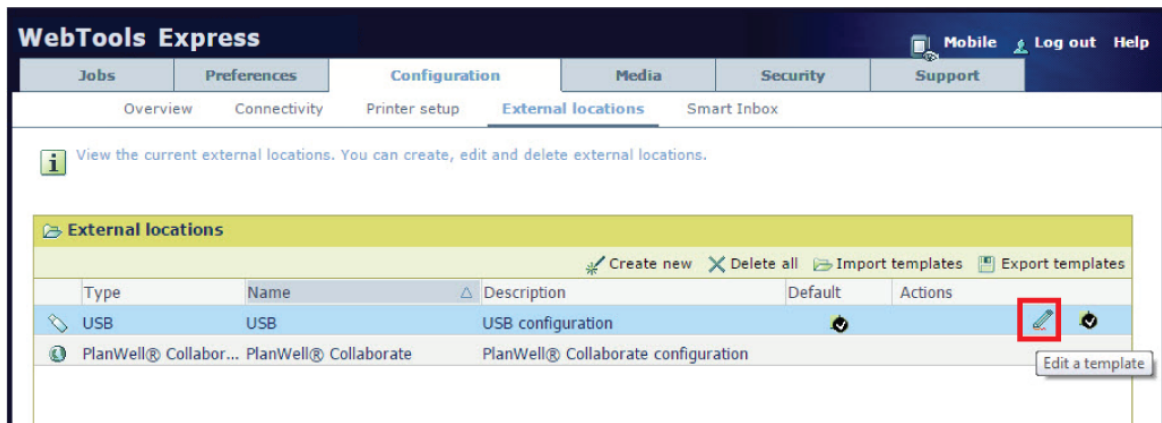 WebTools Express
Mobile Log out Help
Jobs Preferences Configuration Media Security Support
Overview Connectivity Printer setup External locations Smart Inbox
i View the current external locations. You can create, edit and delete external locations.
External locations
Create new Delete all Import templates Export templates
Type Name Description Default Actions
USB USB USB configuration
PlanWell® Collabor... PlanWell® Collaborate PlanWell® Collaborate configuration
Edit a template